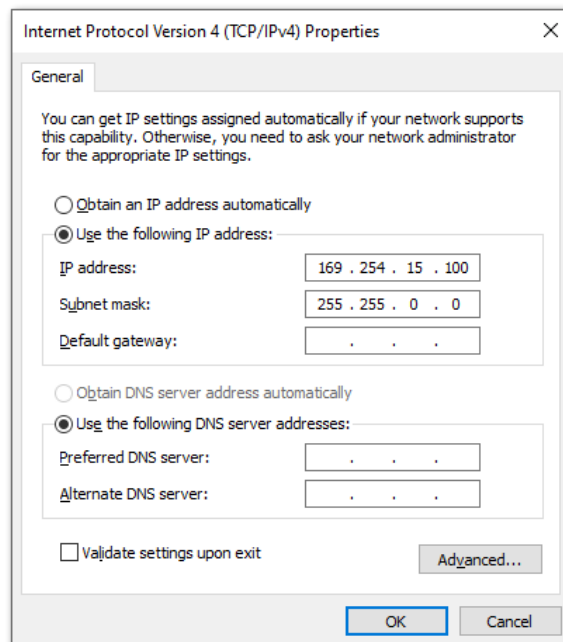 Internet Protocol Version 4 (TCP/IPv4) Properties
General
You can get IP settings assigned automatically if your network supports
this capability. Otherwise, you need to ask your network administrator
for the appropriate IP settings.
Obtain an IP address automatically
Use the following IP address:
IP address: 169 . 254 . 15 . 100
Subnet mask: 255 . 255 . 0 . 0
Default gateway: . . .
Obtain DNS server address automatically
Use the following DNS server addresses:
Preferred DNS server: . . .
Alternate DNS server: . . .
Validate settings upon exit
Advanced...
OK Cancel